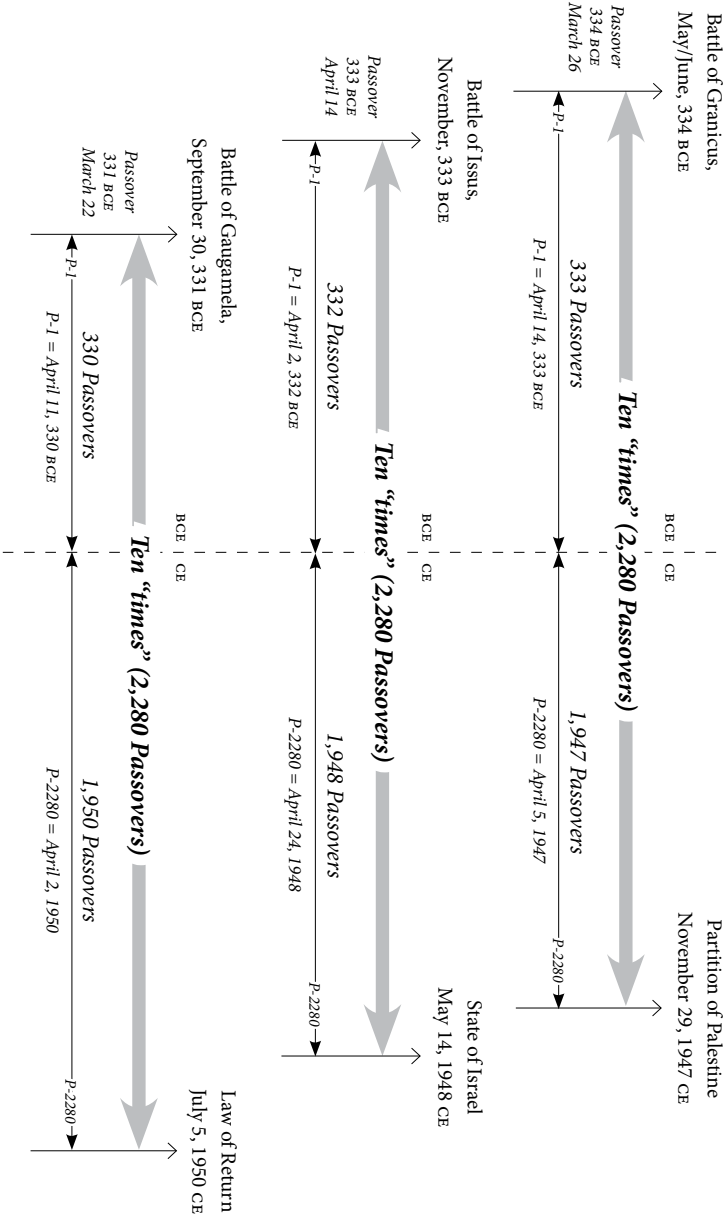 Battle of Granicus,
May/June, 334 BCE
Partition of Palestine
November 29, 1947 CE
Passover
334 BCE
March 26
BCE
CE
Ten “times” (2,280 Passovers)
333 Passovers
1,947 Passovers
P-1
P-2280
P-1 = April 14, 333 BCE
P-2280 = April 5, 1947
Battle of Issus,
November, 333 BCE
State of Israel
May 14, 1948 CE
Passover
333 BCE
April 14
BCE
CE
Ten “times” (2,280 Passovers)
332 Passovers
1,948 Passovers
P-1
P-2280
P-1 = April 2, 332 BCE
P-2280 = April 24, 1948
Battle of Gaugamela,
September 30, 331 BCE
Law of Return
July 5, 1950 CE
Passover
331 BCE
March 22
BCE
CE
Ten “times” (2,280 Passovers)
330 Passovers
1,950 Passovers
P-1
P-2280
P-1 = April 11, 330 BCE
P-2280 = April 2, 1950